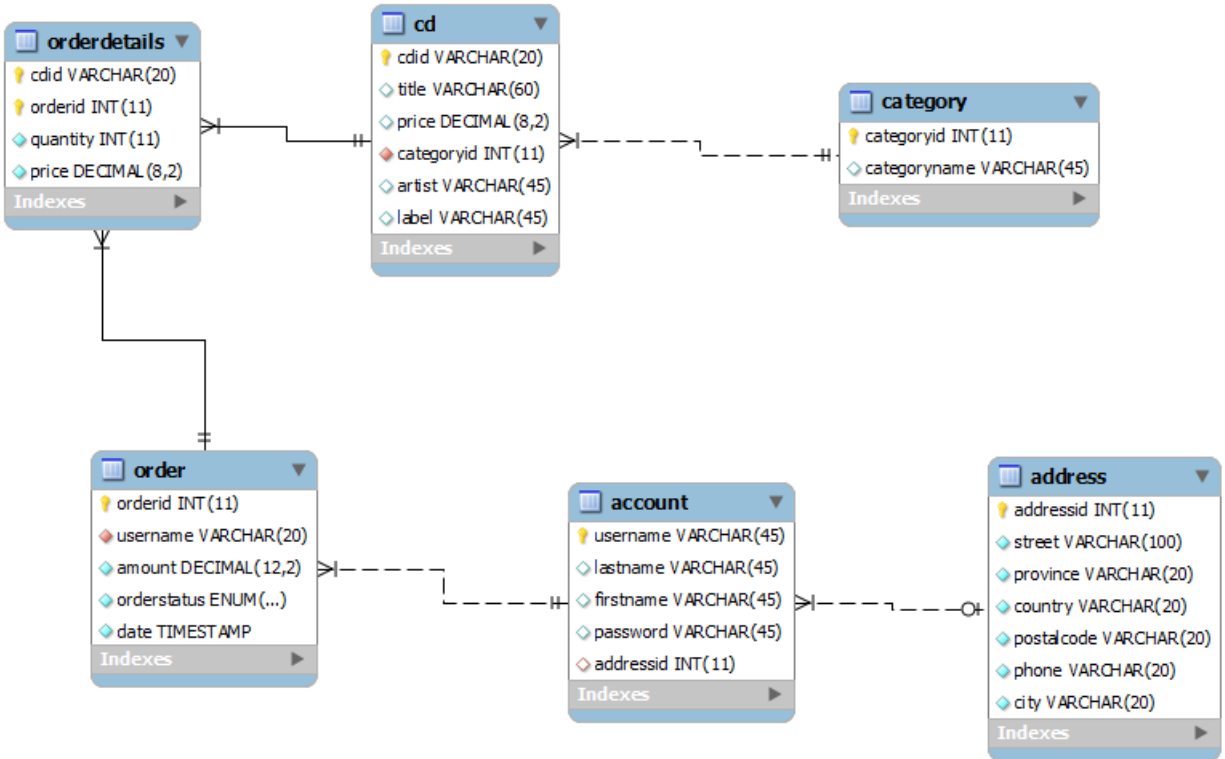 orderdetails
cdid VARCHAR(20)
orderid INT(11)
quantity INT(11)
price DECIMAL(8,2)
Indexes
cd
cdid VARCHAR(20)
title VARCHAR(60)
price DECIMAL(8,2)
categoryid INT(11)
artist VARCHAR(45)
label VARCHAR(45)
Indexes
category
categoryid INT(11)
categoryname VARCHAR(45)
Indexes
order
orderid INT(11)
username VARCHAR(20)
amount DECIMAL(12,2)
orderstatus ENUM(...)
date TIMESTAMP
Indexes
account
username VARCHAR(45)
lastname VARCHAR(45)
firstname VARCHAR(45)
password VARCHAR(45)
addressid INT(11)
Indexes
address
addressid INT(11)
street VARCHAR(100)
province VARCHAR(20)
country VARCHAR(20)
postalcode VARCHAR(20)
phone VARCHAR(20)
city VARCHAR(20)
Indexes